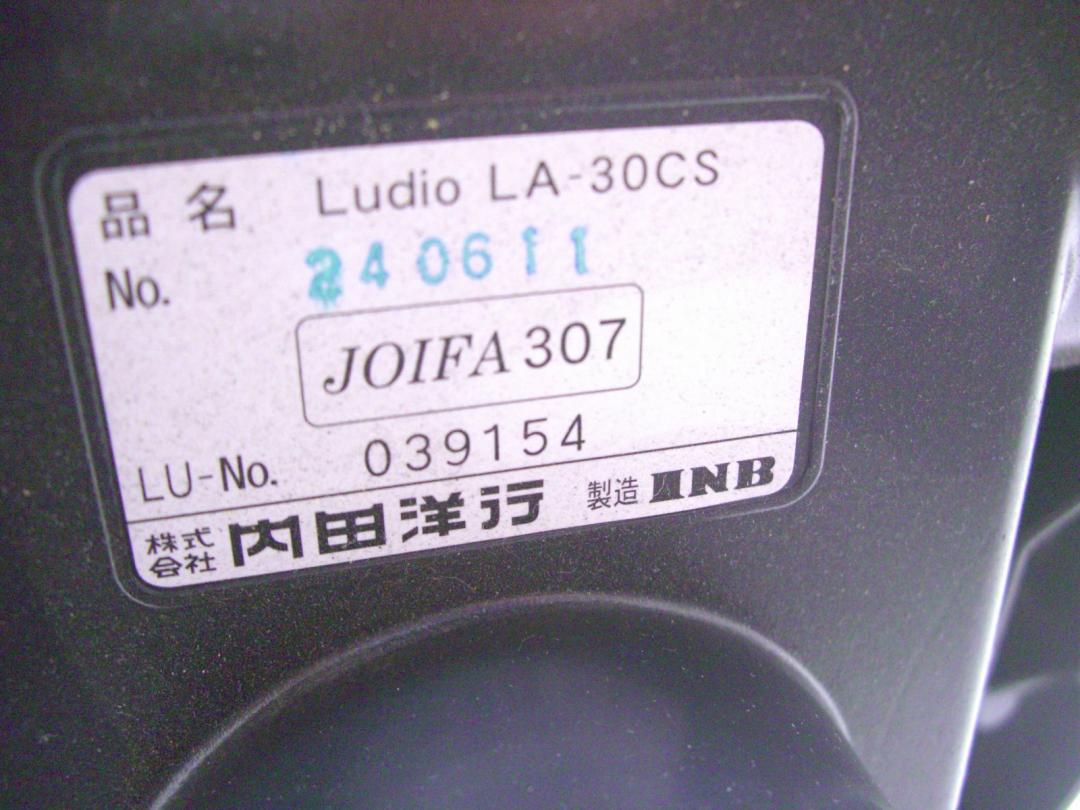 品名 Ludio LA-30CS
No. 240611
JOIFA 307
LU-No. 039154
株式会社 内田洋行 製造 INB